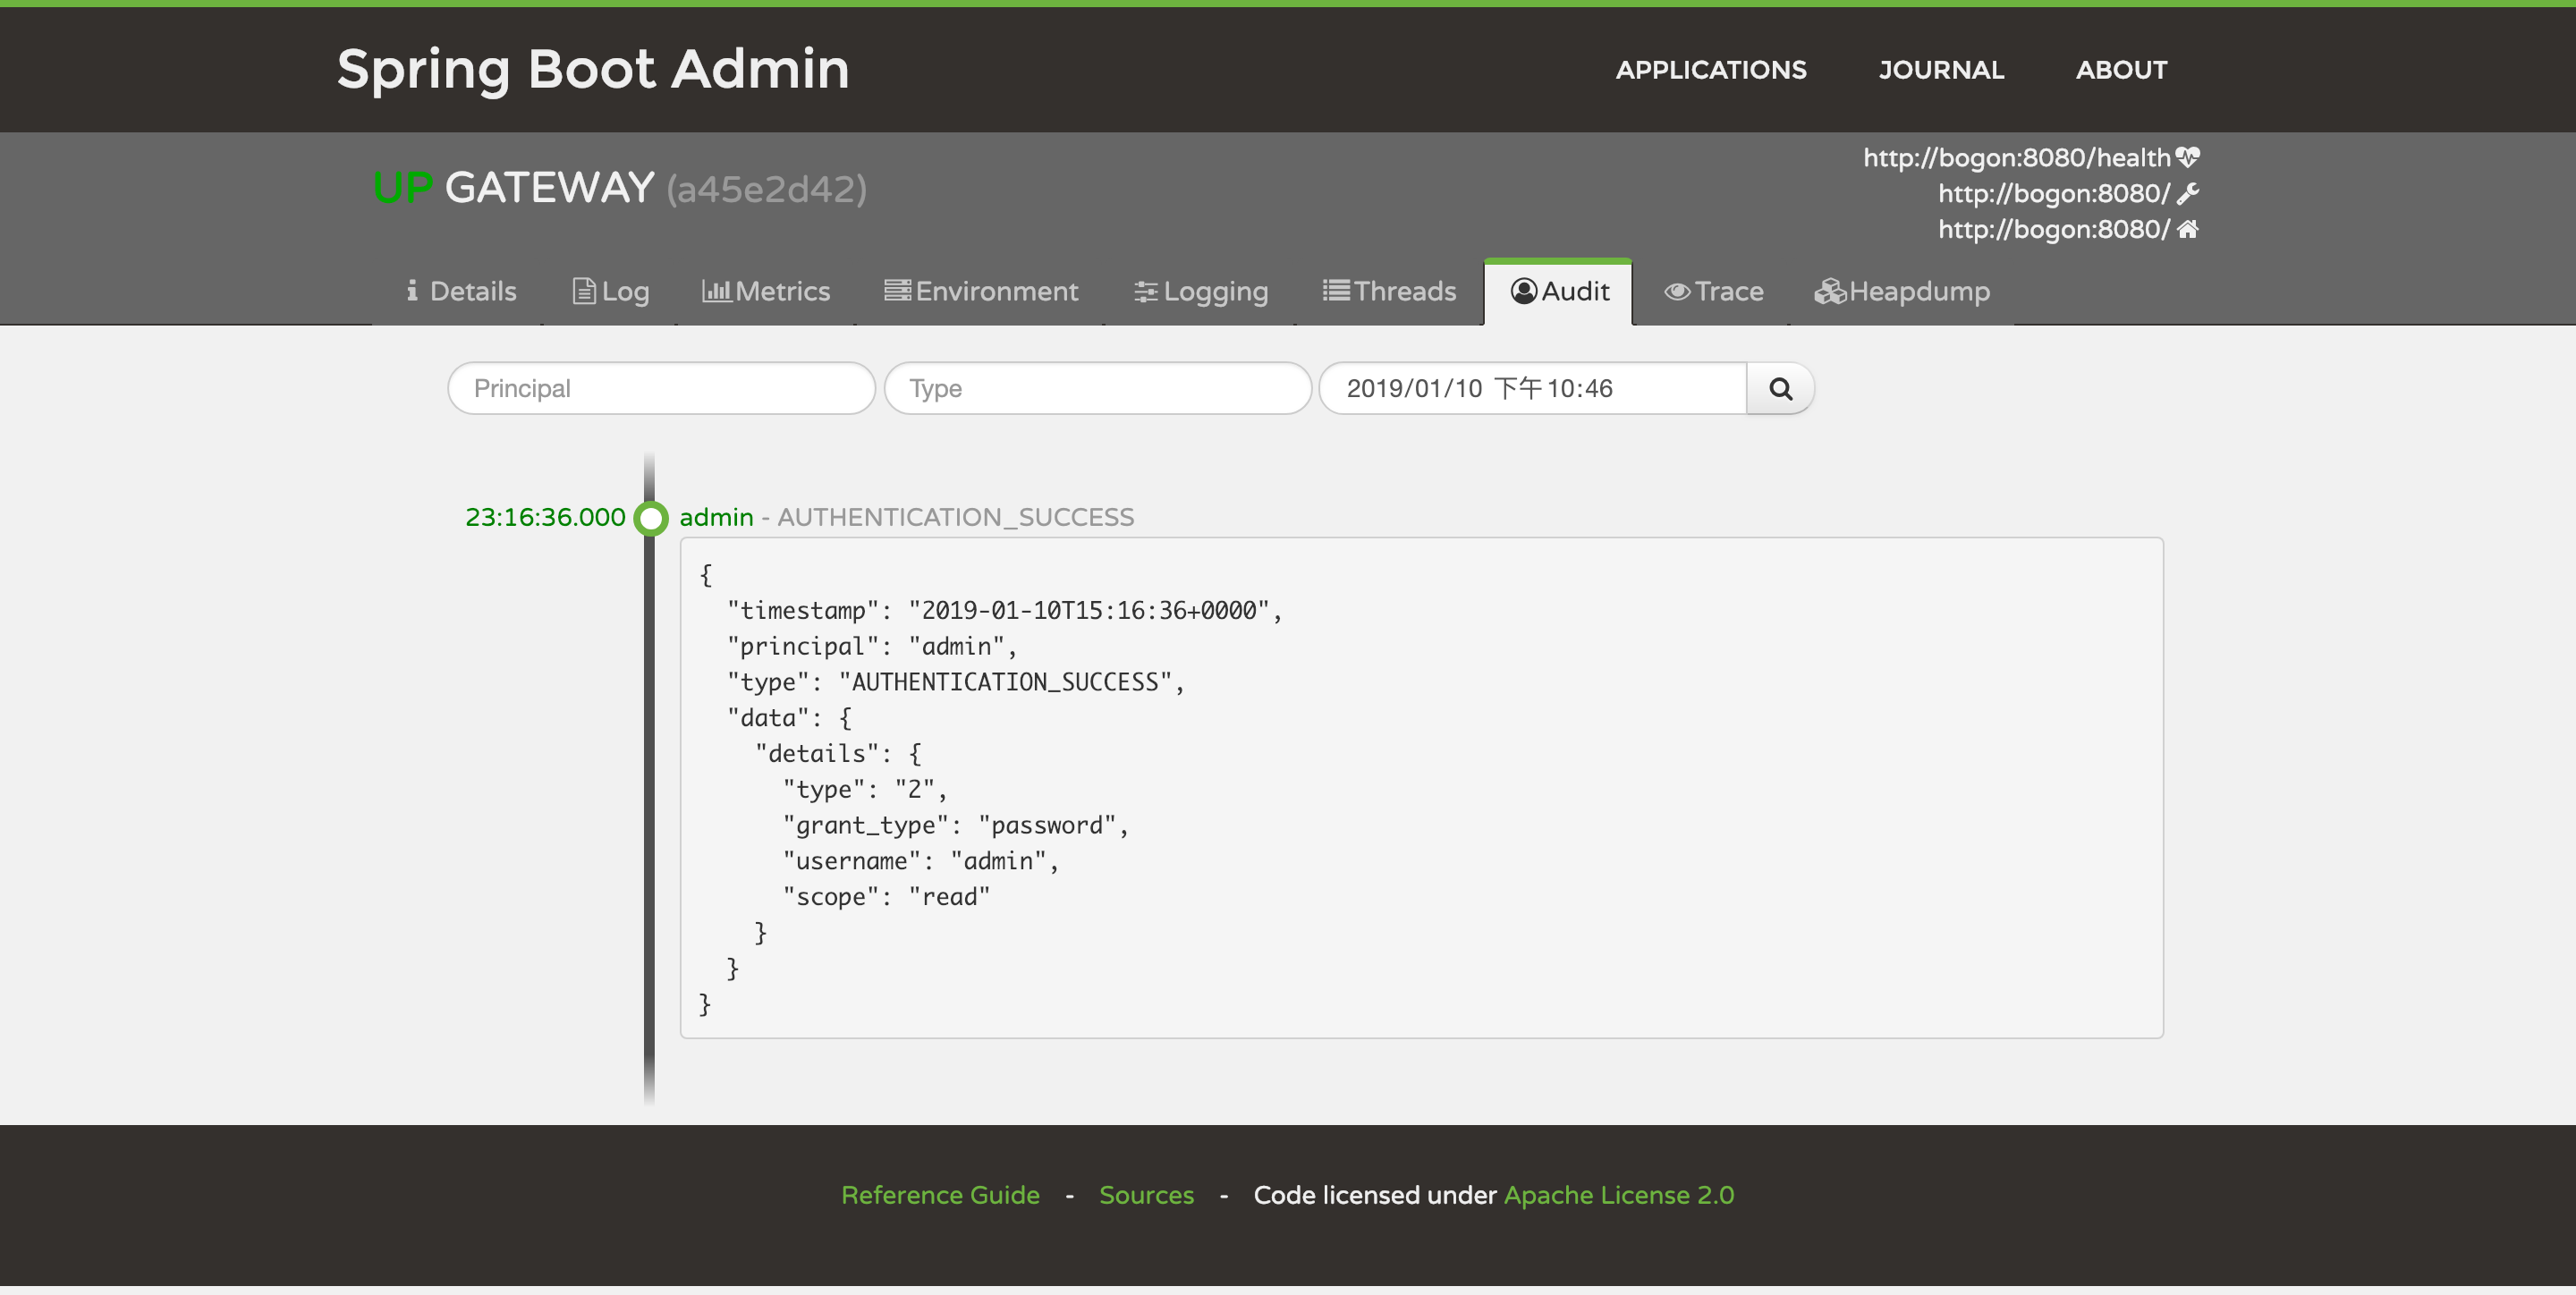 Spring Boot Admin APPLICATIONS JOURNAL ABOUT
UP GATEWAY (a45e2d42)
http://bogon:8080/health
http://bogon:8080/
http://bogon:8080/
Details Log Metrics Environment Logging Threads Audit Trace Heapdump
Principal Type 2019/01/10 下午10:46
23:16:36.000 admin - AUTHENTICATION_SUCCESS
{
  "timestamp": "2019-01-10T15:16:36+0000",
  "principal": "admin",
  "type": "AUTHENTICATION_SUCCESS",
  "data": {
    "details": {
      "type": "2",
      "grant_type": "password",
      "username": "admin",
      "scope": "read"
    }
  }
}
Reference Guide - Sources - Code licensed under Apache License 2.0